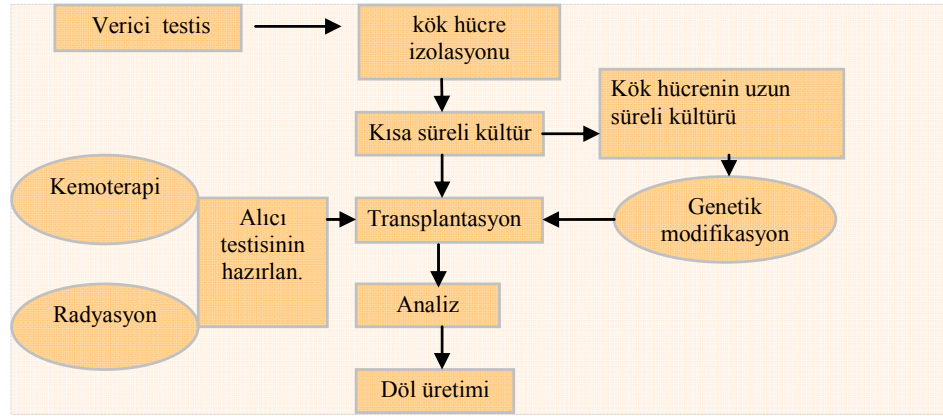 Verici testis
kök hücre
izolasyonu
Kök hücrenin uzun
süreli kültürü
Kısa süreli kültür
Kemoterapi
Alıcı
testisinin
hazırlan.
Transplantasyon
Genetik
modifikasyon
Radyasyon
Analiz
Döl üretimi